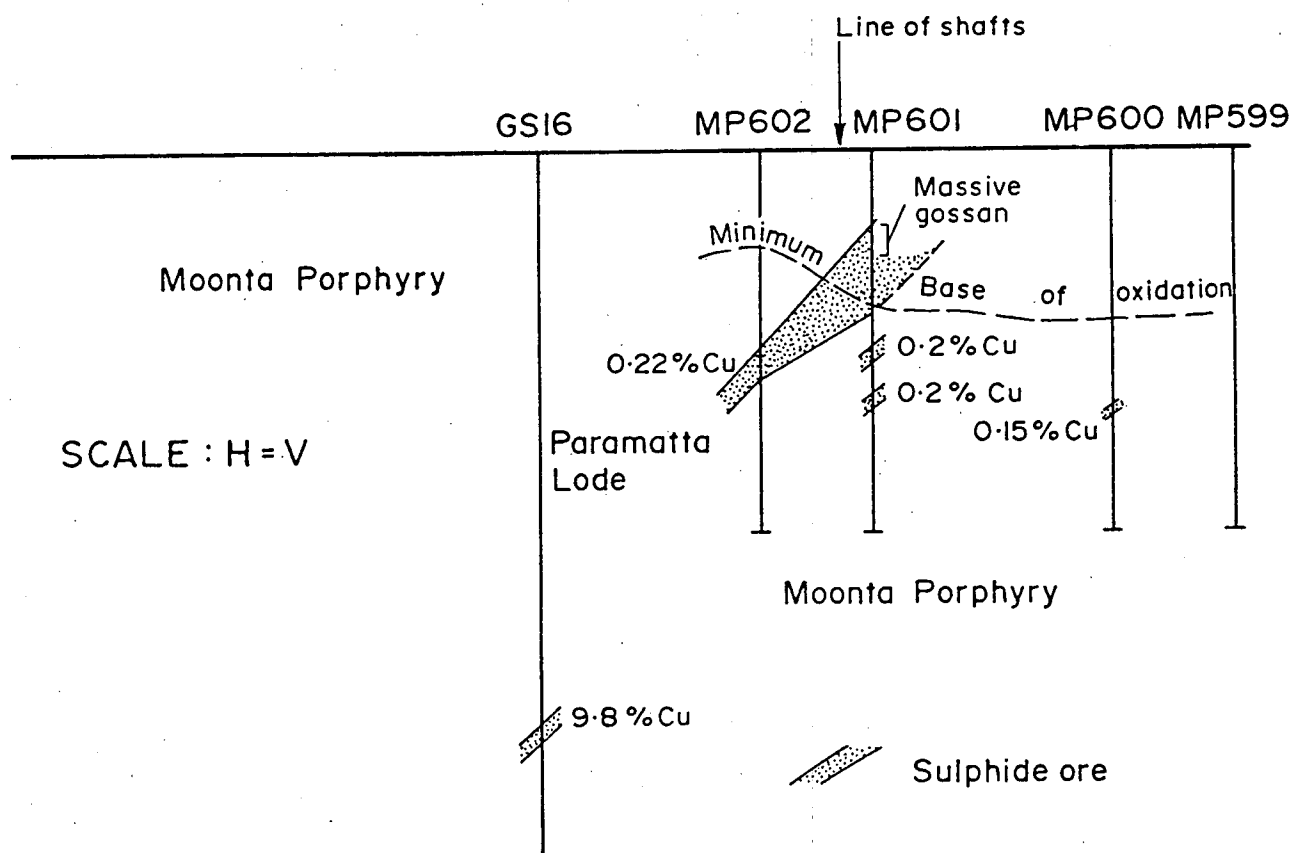 Line of shafts
GS16
MP602
MP601
MP600
MP599
Massive
gossan
Minimum
Moonta Porphyry
Base of oxidation
0·22% Cu
0·2% Cu
0·2% Cu
0·15% Cu
SCALE : H = V
Paramatta
Lode
Moonta Porphyry
9·8% Cu
Sulphide ore